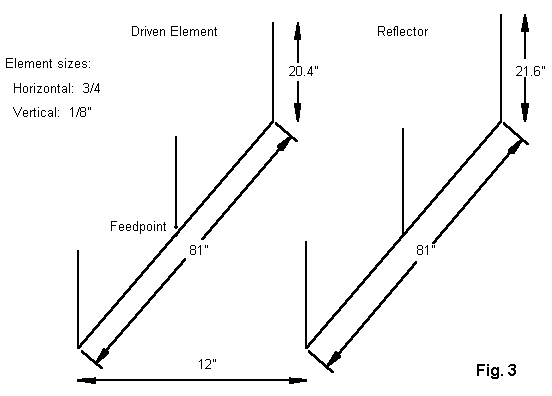 Driven Element
Reflector
Element sizes:
Horizontal: 3/4
Vertical: 1/8"
20.4"
21.6"
Feedpoint
81"
81"
12"
Fig. 3